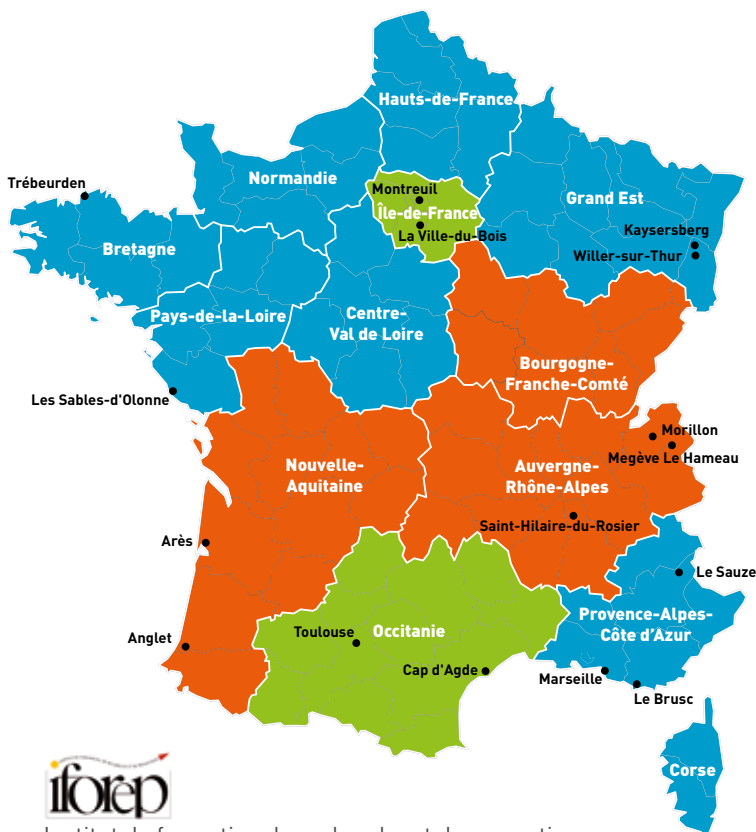 Hauts-de-France
Normandie
Trébeurden
Montreuil
Île-de-France
Grand Est
La Ville-du-Bois
Kaysersberg
Willer-sur-Thur
Bretagne
Pays-de-la-Loire
Centre-
Val de Loire
Bourgogne-
Franche-Comté
Les Sables-d'Olonne
Morillon
Megève Le Hameau
Nouvelle-
Aquitaine
Auvergne-
Rhône-Alpes
Saint-Hilaire-du-Rosier
Arès
Le Sauze
Provence-Alpes-
Côte d'Azur
Anglet
Toulouse
Occitanie
Cap d'Agde
Marseille
Le Brusc
Corse
iforep